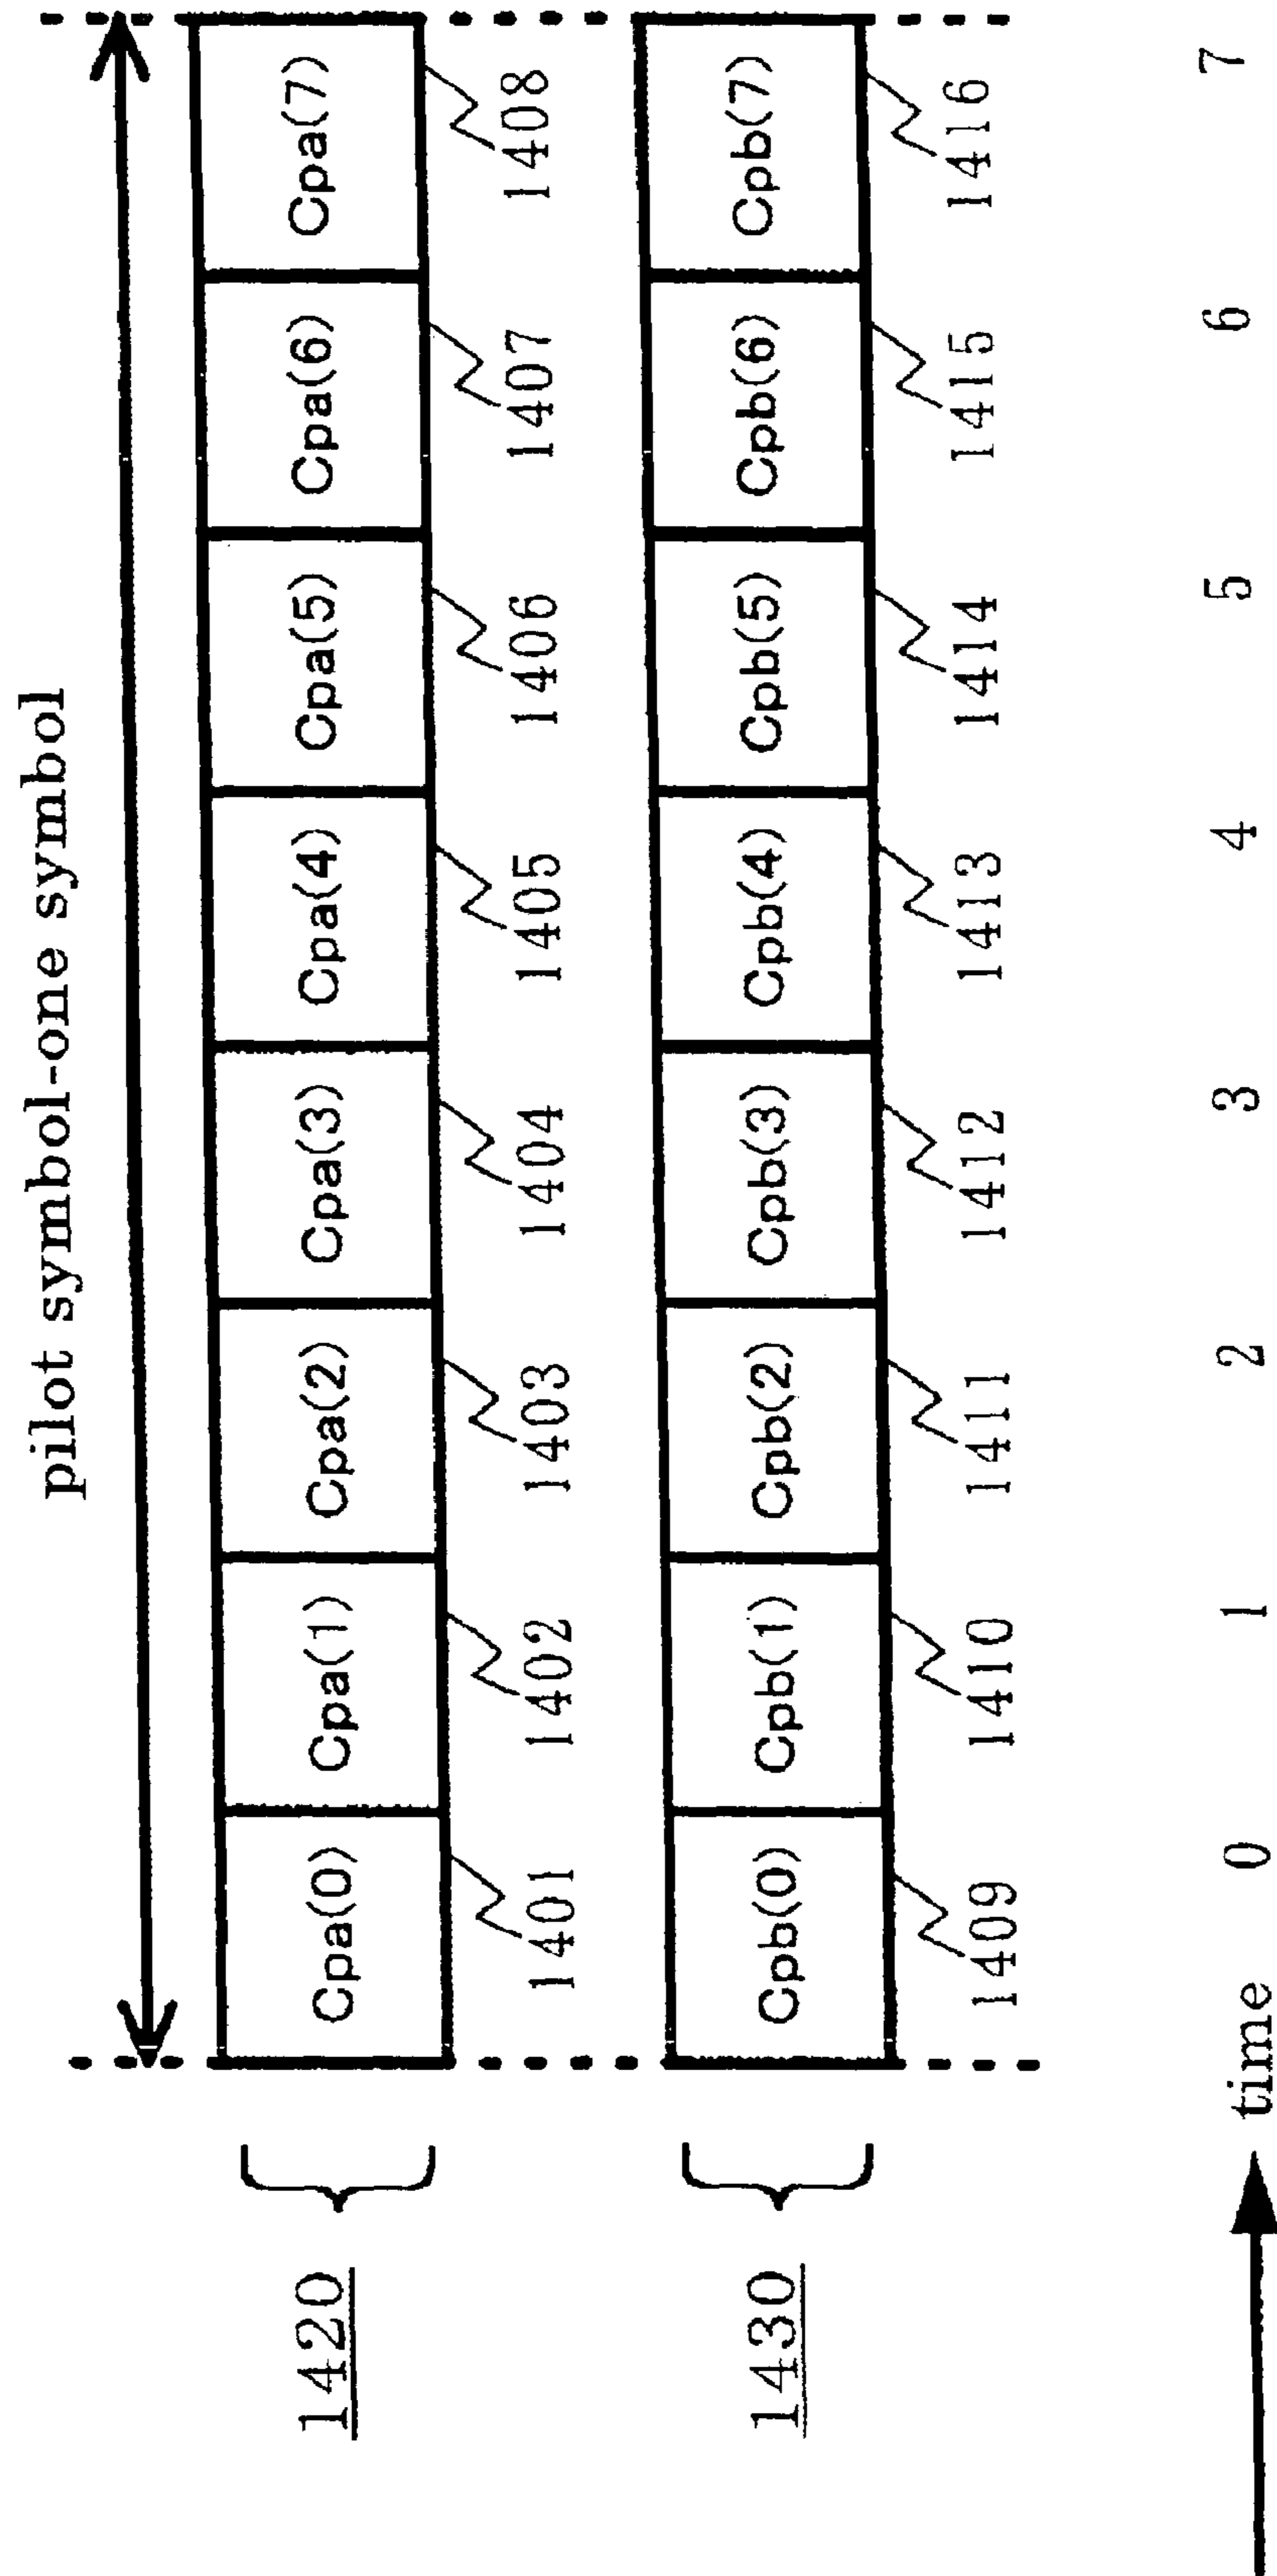 pilot symbol-one symbol
1420
Cpa(0) Cpa(1) Cpa(2) Cpa(3) Cpa(4) Cpa(5) Cpa(6) Cpa(7)
1401 1402 1403 1404 1405 1406 1407 1408
1430
Cpb(0) Cpb(1) Cpb(2) Cpb(3) Cpb(4) Cpb(5) Cpb(6) Cpb(7)
1409 1410 1411 1412 1413 1414 1415 1416
time 0 1 2 3 4 5 6 7